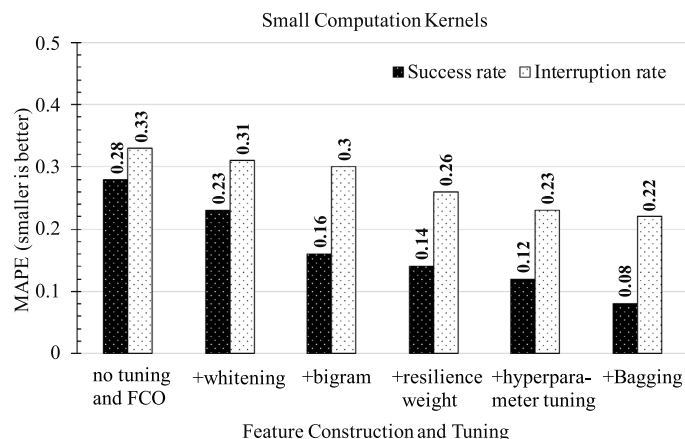 Small Computation Kernels
0.5
Success rate
Interruption rate
0.4
0.3
0.2
0.1
0
MAPE (smaller is better)
0.28
0.33
0.23
0.31
0.16
0.3
0.14
0.26
0.12
0.23
0.08
0.22
no tuning
and FCO
+whitening
+bigram
+resilience
weight
+hyperpara-
meter tuning
+Bagging
Feature Construction and Tuning